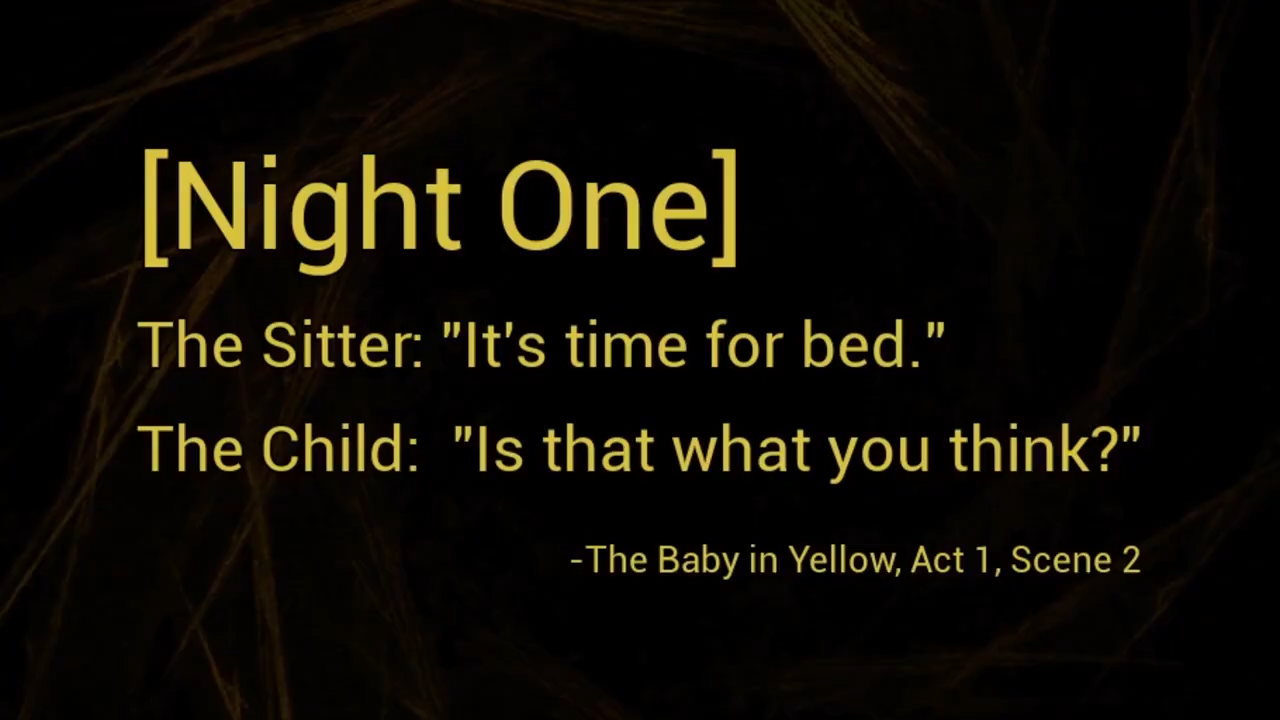 [Night One]
The Sitter: "It's time for bed."
The Child:  "Is that what you think?"
-The Baby in Yellow, Act 1, Scene 2